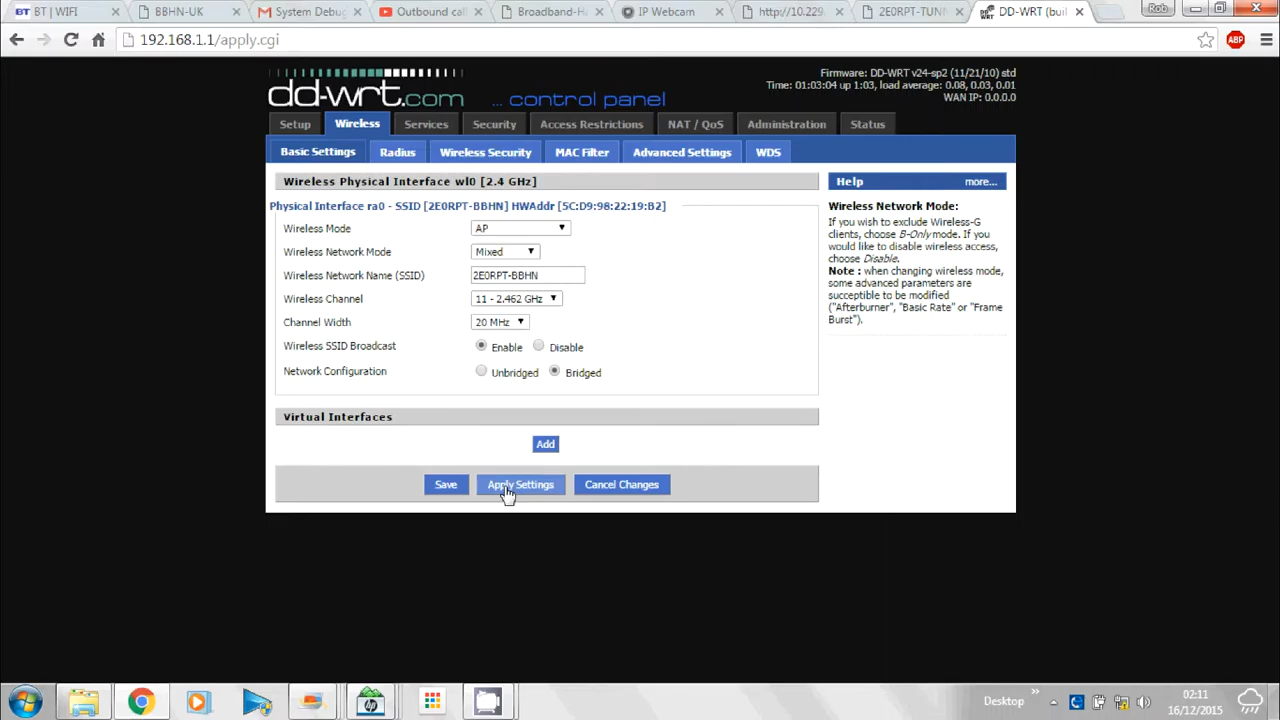 BT BT | WIFI
BBHN-UK
System Debug
Outbound call
Broadband-Ha
IP Webcam
http://10.229.
2E0RPT-TUNN
DD-WRT (buil
Rob
192.168.1.1/apply.cgi
ABP
dd-wrt.com
... control panel
Firmware: DD-WRT v24-sp2 (11/21/10) std
Time: 01:03:04 up 1:03, load average: 0.08, 0.03, 0.01
WAN IP: 0.0.0.0
Setup
Wireless
Services
Security
Access Restrictions
NAT / QoS
Administration
Status
Basic Settings
Radius
Wireless Security
MAC Filter
Advanced Settings
WDS
Wireless Physical Interface wl0 [2.4 GHz]
Physical Interface ra0 - SSID [2E0RPT-BBHN] HWAddr [5C:D9:98:22:19:B2]
Wireless Mode
AP
Wireless Network Mode
Mixed
Wireless Network Name (SSID)
2E0RPT-BBHN
Wireless Channel
11 - 2.462 GHz
Channel Width
20 MHz
Wireless SSID Broadcast
Enable
Disable
Network Configuration
Unbridged
Bridged
Virtual Interfaces
Add
Save
Apply Settings
Cancel Changes
Help
more...
Wireless Network Mode:
If you wish to exclude Wireless-G
clients, choose B-Only mode. If you
would like to disable wireless access,
choose Disable.
Note : when changing wireless mode,
some advanced parameters are
succeptible to be modified
("Afterburner", "Basic Rate" or "Frame
Burst").
Desktop
02:11
16/12/2015